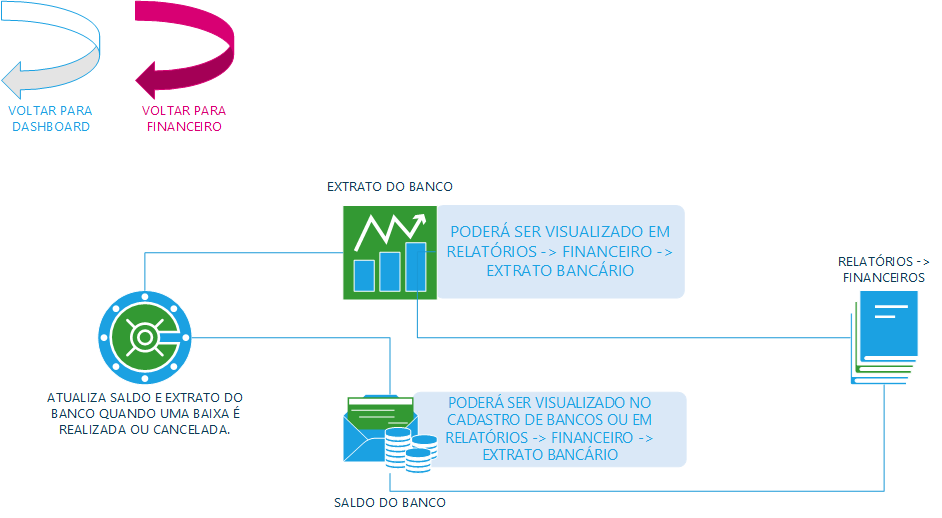 VOLTAR PARA
DASHBOARD
VOLTAR PARA
FINANCEIRO
EXTRATO DO BANCO
PODERÁ SER VISUALIZADO EM
RELATÓRIOS -> FINANCEIRO ->
EXTRATO BANCÁRIO
RELATÓRIOS ->
FINANCEIROS
ATUALIZA SALDO E EXTRATO DO
BANCO QUANDO UMA BAIXA É
REALIZADA OU CANCELADA.
PODERÁ SER VISUALIZADO NO
CADASTRO DE BANCOS OU EM
RELATÓRIOS -> FINANCEIRO ->
EXTRATO BANCÁRIO
SALDO DO BANCO